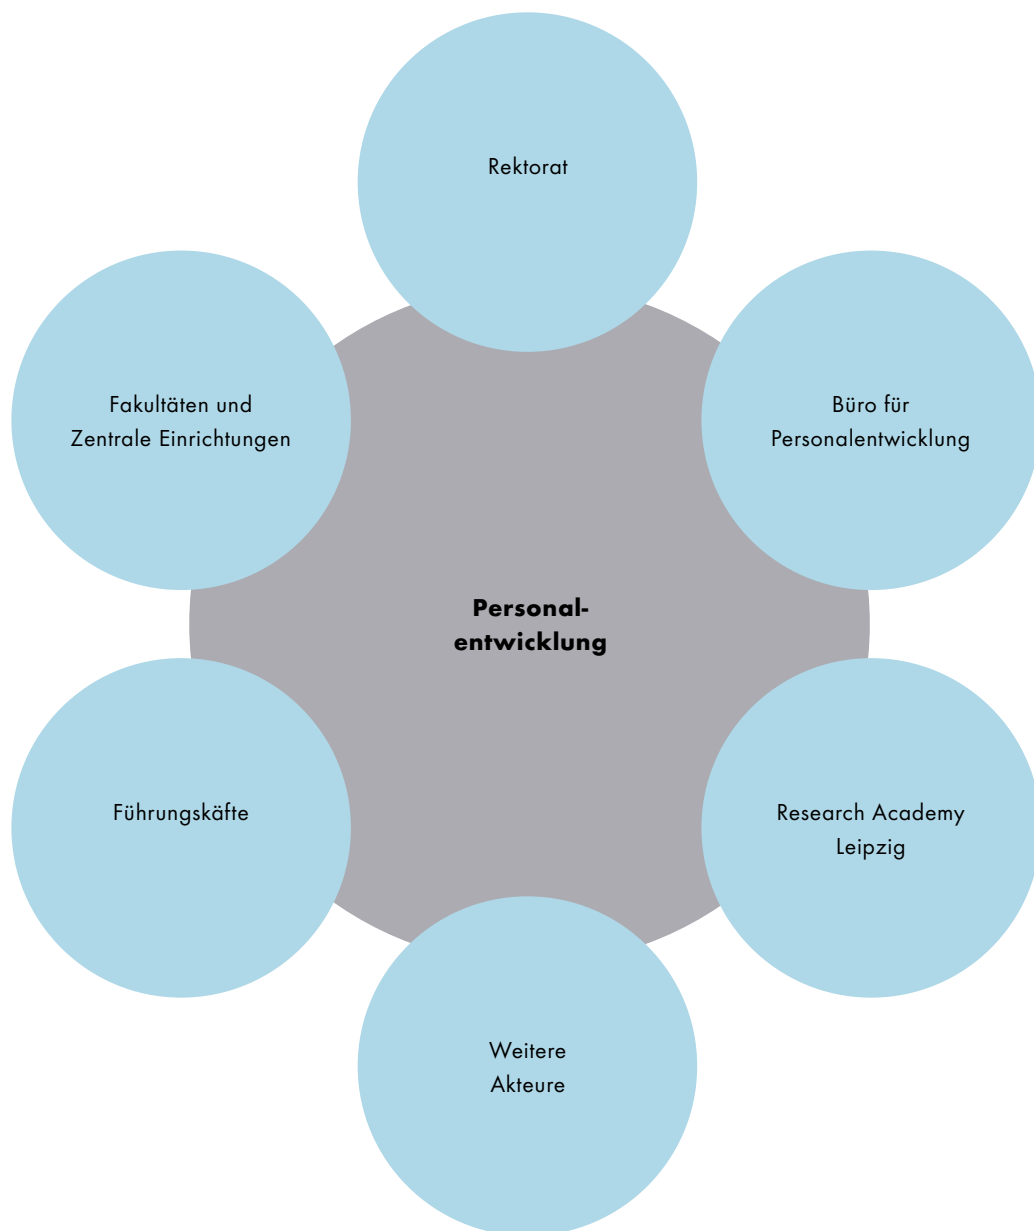 Rektorat
Fakultäten und
Zentrale Einrichtungen
Büro für
Personalentwicklung
Personal-
entwicklung
Führungskäfte
Research Academy
Leipzig
Weitere
Akteure